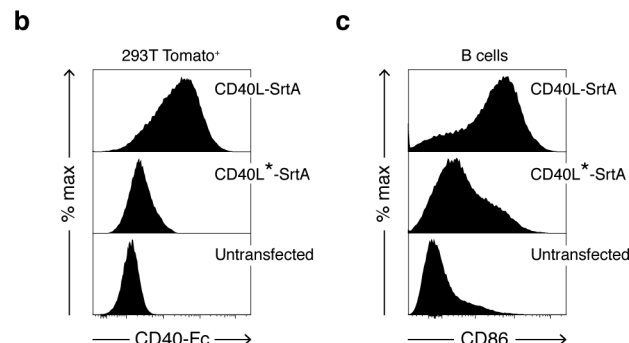 b
293T Tomato+
CD40L-SrtA
CD40L*-SrtA
Untransfected
% max
CD40-Fc
c
B cells
CD40L-SrtA
CD40L*-SrtA
Untransfected
% max
CD86